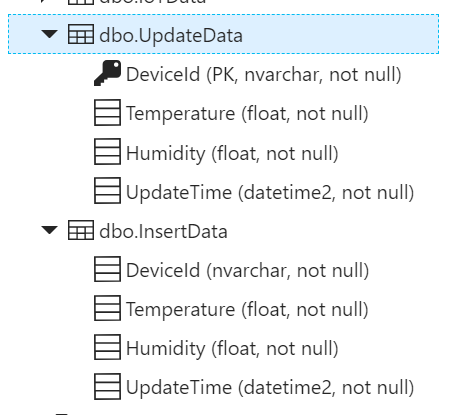 dbo.IoTData
dbo.UpdateData
DeviceId (PK, nvarchar, not null)
Temperature (float, not null)
Humidity (float, not null)
UpdateTime (datetime2, not null)
dbo.InsertData
DeviceId (nvarchar, not null)
Temperature (float, not null)
Humidity (float, not null)
UpdateTime (datetime2, not null)